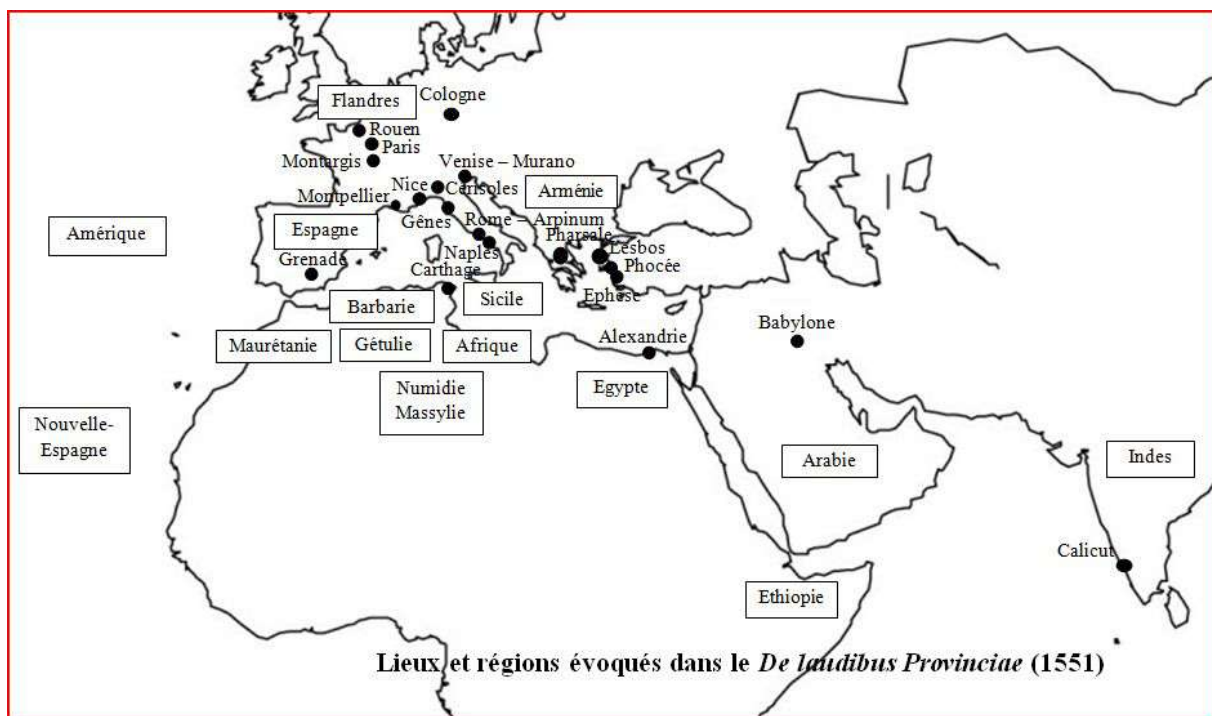 Flandres
Cologne
Rouen
Paris
Montargis
Venise – Murano
Nice
Cérisoles
Arménie
Montpellier
Gênes
Amérique
Espagne
Rome – Arpinum
Pharsale
Lesbos
Grenade
Naples
Phocée
Carthage
Ephèse
Barbarie
Sicile
Babylone
Maurétanie
Gétulie
Afrique
Alexandrie
Numidie
Massylie
Egypte
Nouvelle-
Espagne
Arabie
Indes
Calicut
Ethiopie
Lieux et régions évoqués dans le De laudibus Provinciae (1551)